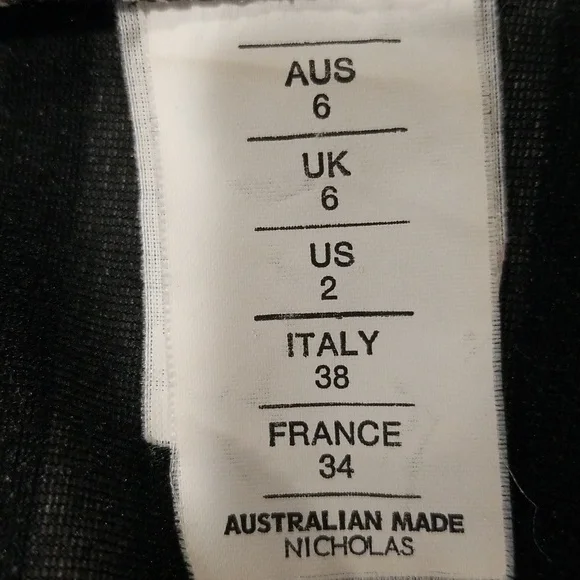 AUS
6
UK
6
US
2
ITALY
38
FRANCE
34
AUSTRALIAN MADE
NICHOLAS